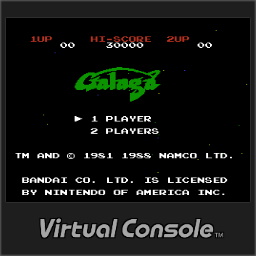 1UP HI-SCORE 2UP
00 30000 00
Galaga
► 1 PLAYER
2 PLAYERS
TM AND © 1981 1988 NAMCO LTD.
BANDAI CO. LTD. IS LICENSED
BY NINTENDO OF AMERICA INC.
Virtual Console TM